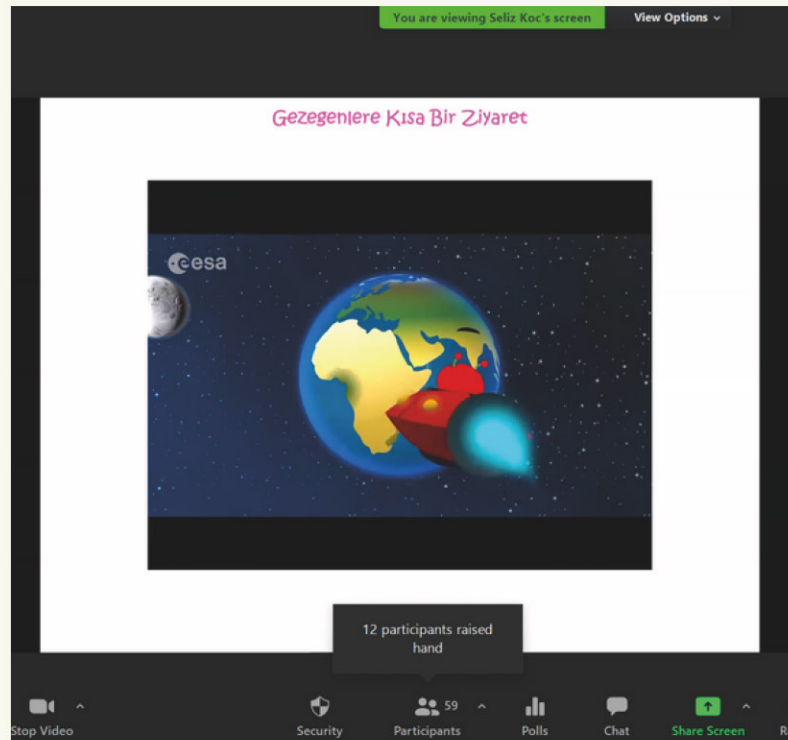 You are viewing Seliz Koc's screen View Options
Gezegenlere Kısa Bir Ziyaret
esa
12 participants raised
hand
59
Stop Video Security Participants Polls Chat Share Screen R